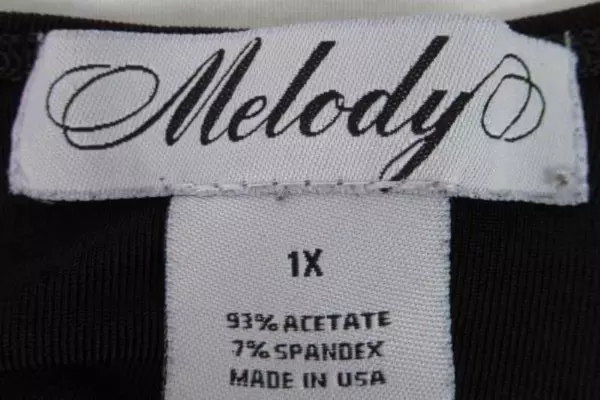 Melody
1X
93% ACETATE
7% SPANDEX
MADE IN USA